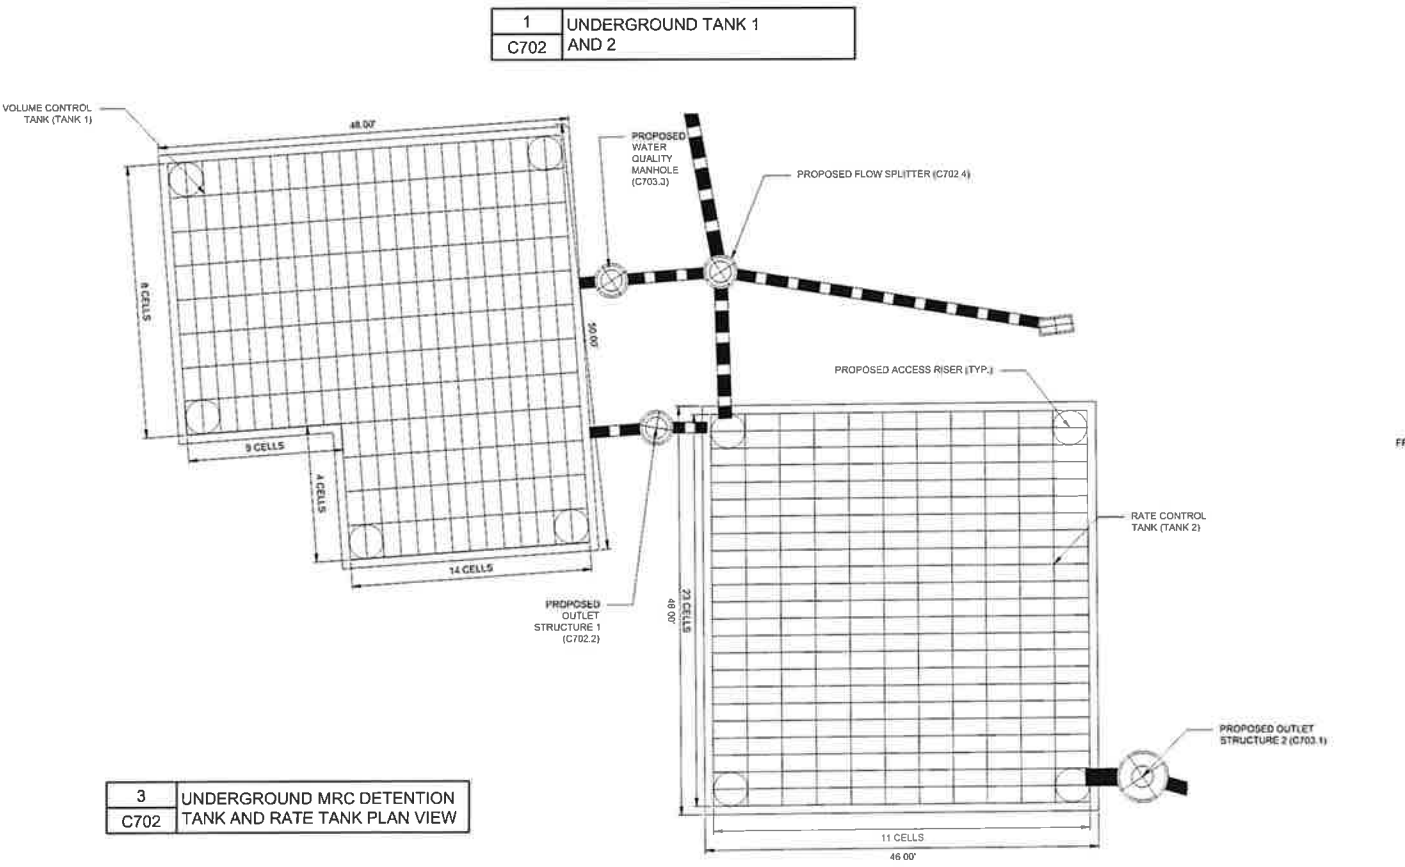 1
C702
UNDERGROUND TANK 1
AND 2
VOLUME CONTROL
TANK (TANK 1)
48.00'
PROPOSED
WATER
QUALITY
MANHOLE
(C703.3)
PROPOSED FLOW SPLITTER (C702.4)
8 CELLS
50.00'
PROPOSED ACCESS RISER (TYP.)
9 CELLS
4 CELLS
14 CELLS
PROPOSED
OUTLET
STRUCTURE 1
(C702.2)
23 CELLS
48.00'
RATE CONTROL
TANK (TANK 2)
PROPOSED OUTLET
STRUCTURE 2 (C703.1)
3
C702
UNDERGROUND MRC DETENTION
TANK AND RATE TANK PLAN VIEW
11 CELLS
46.00'